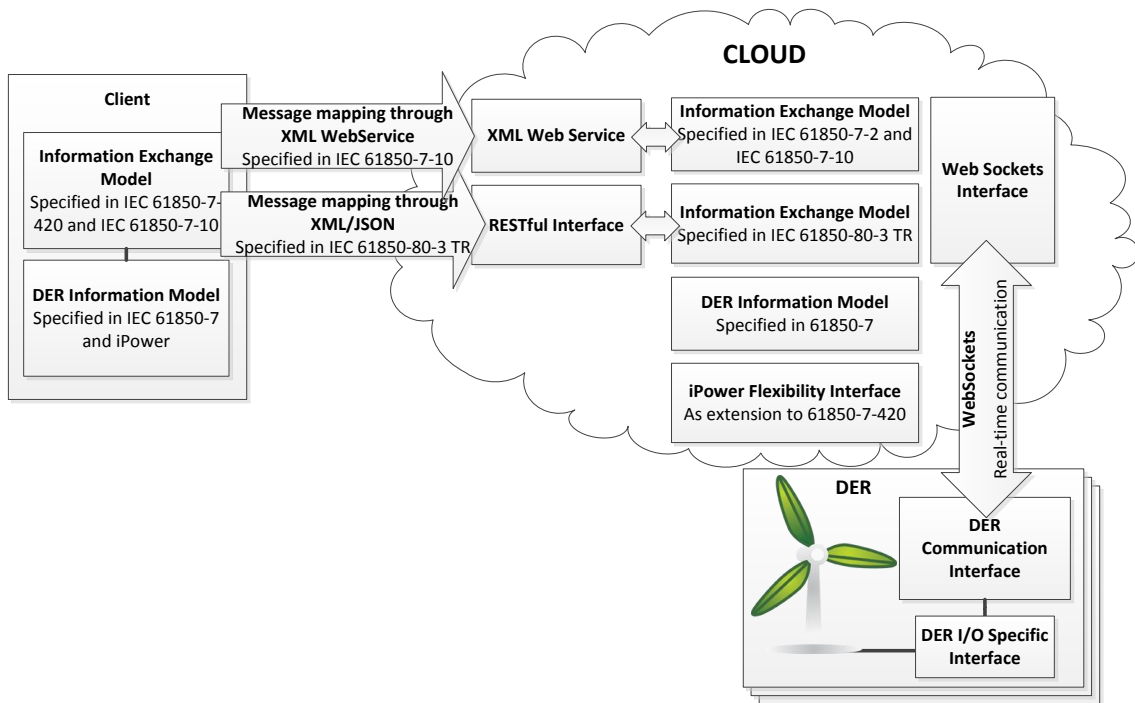 CLOUD
Client
Information Exchange
Model
Specified in IEC 61850-7-
420 and IEC 61850-7-10
DER Information Model
Specified in IEC 61850-7
and iPower
Message mapping through
XML WebService
Specified in IEC 61850-7-10
Message mapping through
XML/JSON
Specified in IEC 61850-80-3 TR
XML Web Service
RESTful Interface
Information Exchange Model
Specified in IEC 61850-7-2 and
IEC 61850-7-10
Information Exchange Model
Specified in IEC 61850-80-3 TR
DER Information Model
Specified in 61850-7
iPower Flexibility Interface
As extension to 61850-7-420
Web Sockets
Interface
WebSockets
Real-time communication
DER
DER
Communication
Interface
DER I/O Specific
Interface